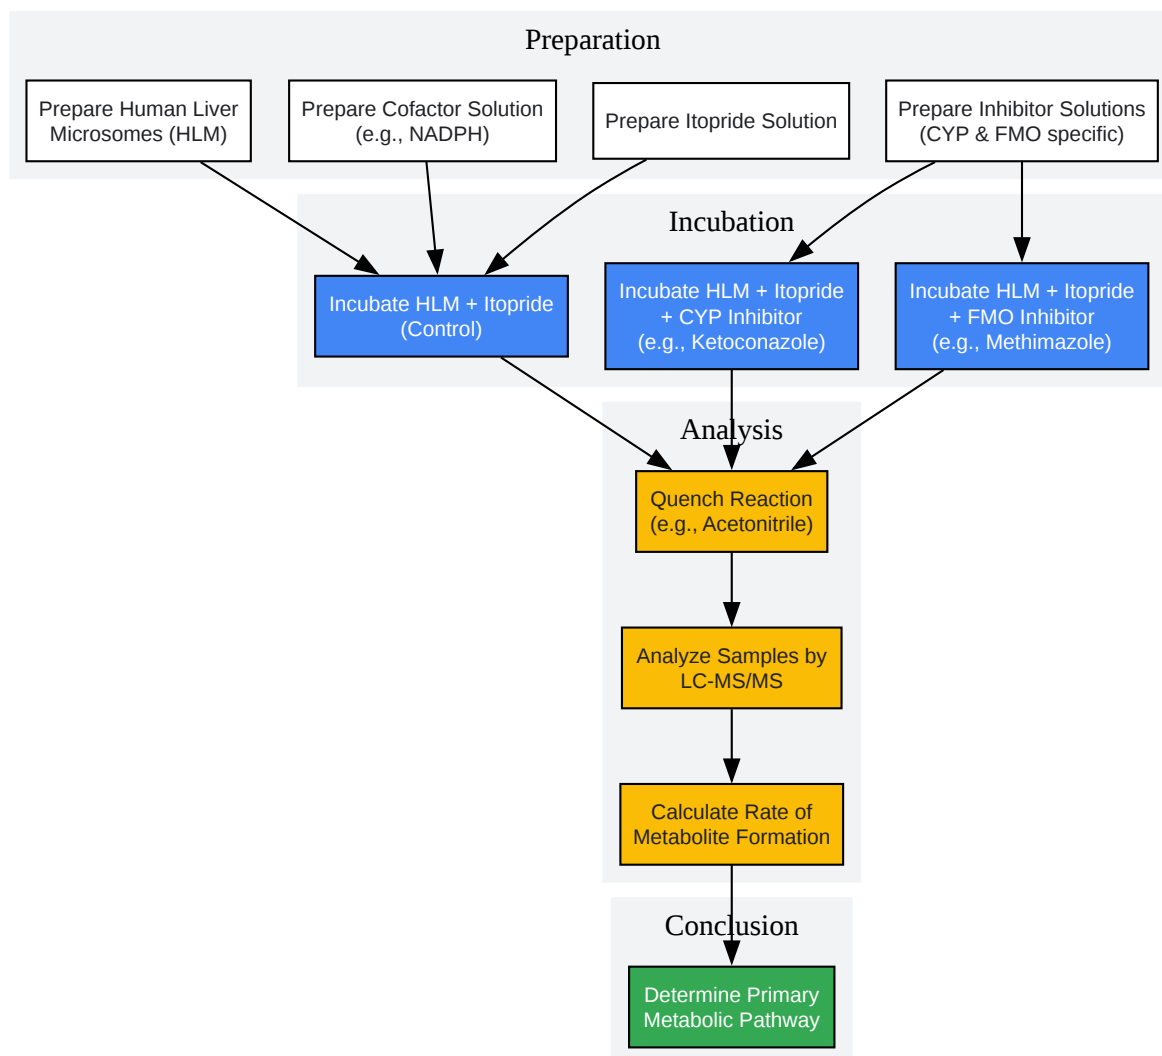 Preparation
Prepare Human Liver
Microsomes (HLM)
Prepare Cofactor Solution
(e.g., NADPH)
Prepare Itopride Solution
Prepare Inhibitor Solutions
(CYP & FMO specific)
Incubation
Incubate HLM + Itopride
(Control)
Incubate HLM + Itopride
+ CYP Inhibitor
(e.g., Ketoconazole)
Incubate HLM + Itopride
+ FMO Inhibitor
(e.g., Methimazole)
Analysis
Quench Reaction
(e.g., Acetonitrile)
Analyze Samples by
LC-MS/MS
Calculate Rate of
Metabolite Formation
Conclusion
Determine Primary
Metabolic Pathway